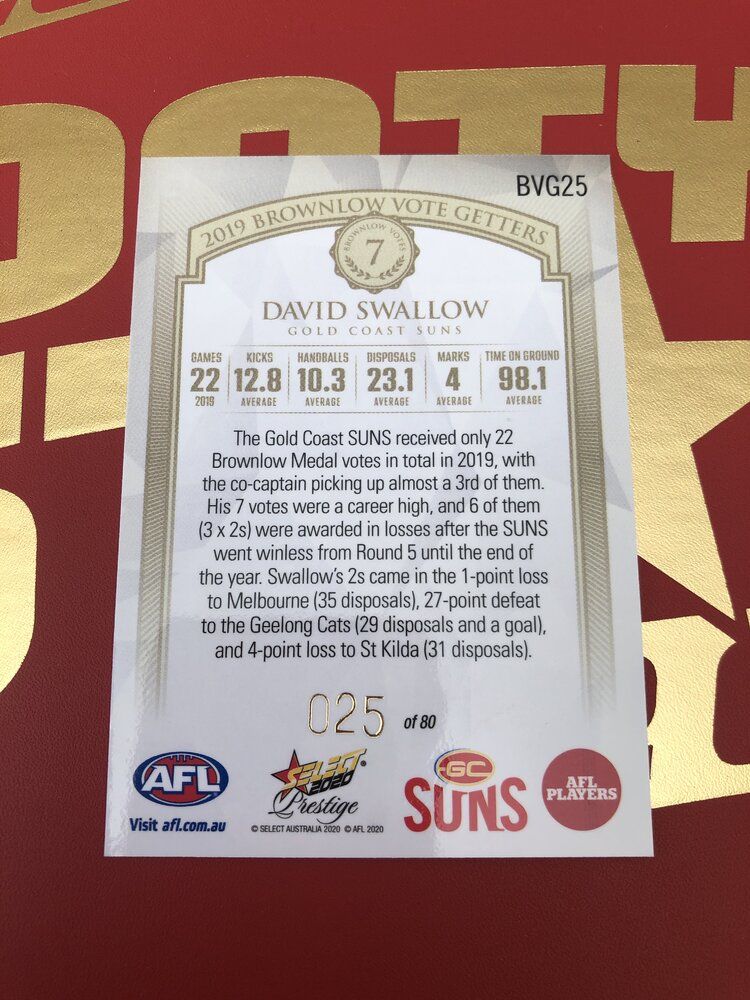 OOTY
BVG25
2019 BROWNLOW VOTE GETTERS
BROWNLOW VOTES
7
DAVID SWALLOW
GOLD COAST SUNS
GAMES KICKS HANDBALLS DISPOSALS MARKS TIME ON GROUND
22 12.8 10.3 23.1 4 98.1
2019 AVERAGE AVERAGE AVERAGE AVERAGE AVERAGE
The Gold Coast SUNS received only 22
Brownlow Medal votes in total in 2019, with
the co-captain picking up almost a 3rd of them.
His 7 votes were a career high, and 6 of them
(3 x 2s) were awarded in losses after the SUNS
went winless from Round 5 until the end of
the year. Swallow's 2s came in the 1-point loss
to Melbourne (35 disposals), 27-point defeat
to the Geelong Cats (29 disposals and a goal),
and 4-point loss to St Kilda (31 disposals).
025 of 80
AFL
Visit afl.com.au
SELECT
2020
Prestige
© SELECT AUSTRALIA 2020 © AFL 2020
GC
SUNS
AFL
PLAYERS